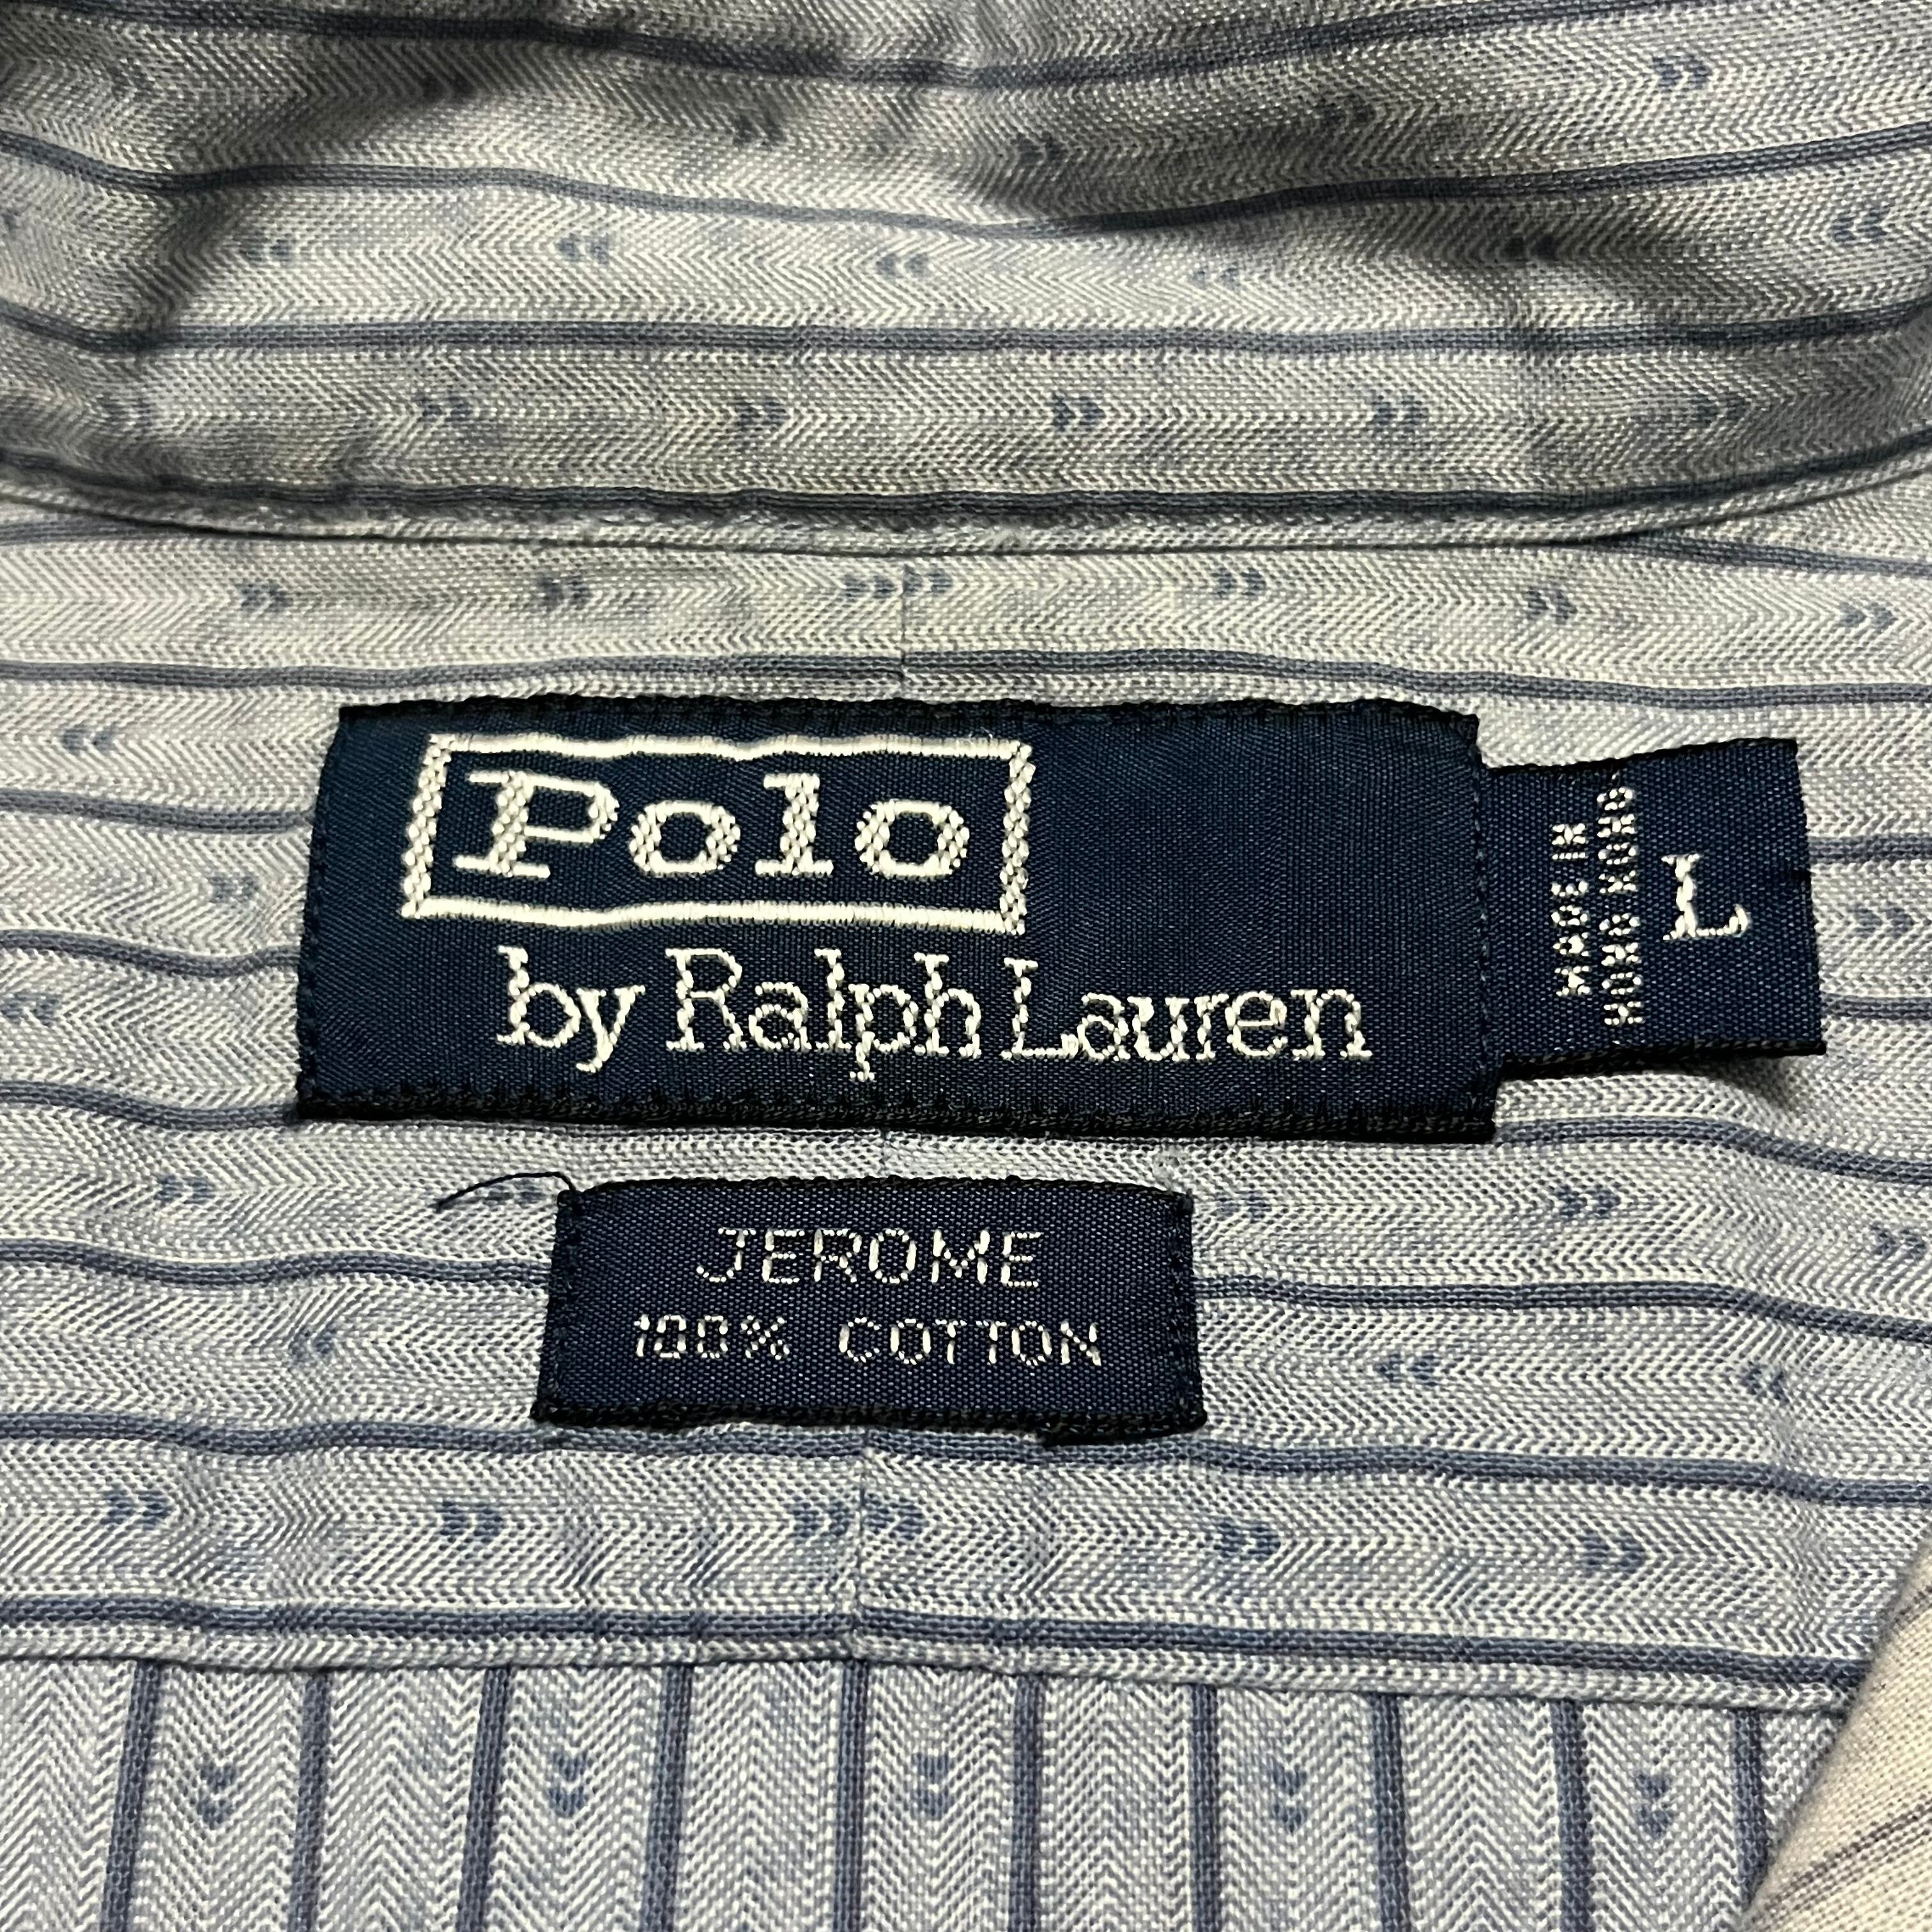 Polo
by Ralph Lauren
MADE IN
HONG KONG
L
JEROME
100% COTTON